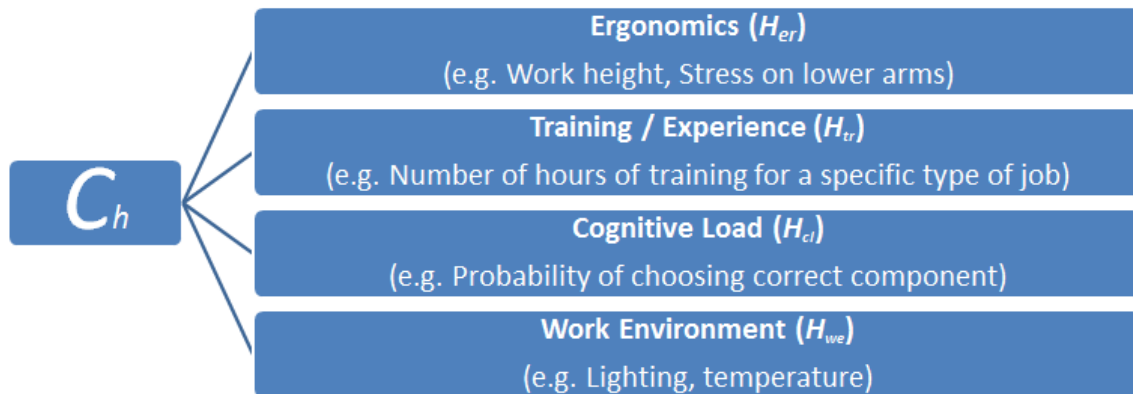 Ergonomics (Her)
(e.g. Work height, Stress on lower arms)
Training / Experience (Htr)
(e.g. Number of hours of training for a specific type of job)
Ch
Cognitive Load (Hcl)
(e.g. Probability of choosing correct component)
Work Environment (Hwe)
(e.g. Lighting, temperature)